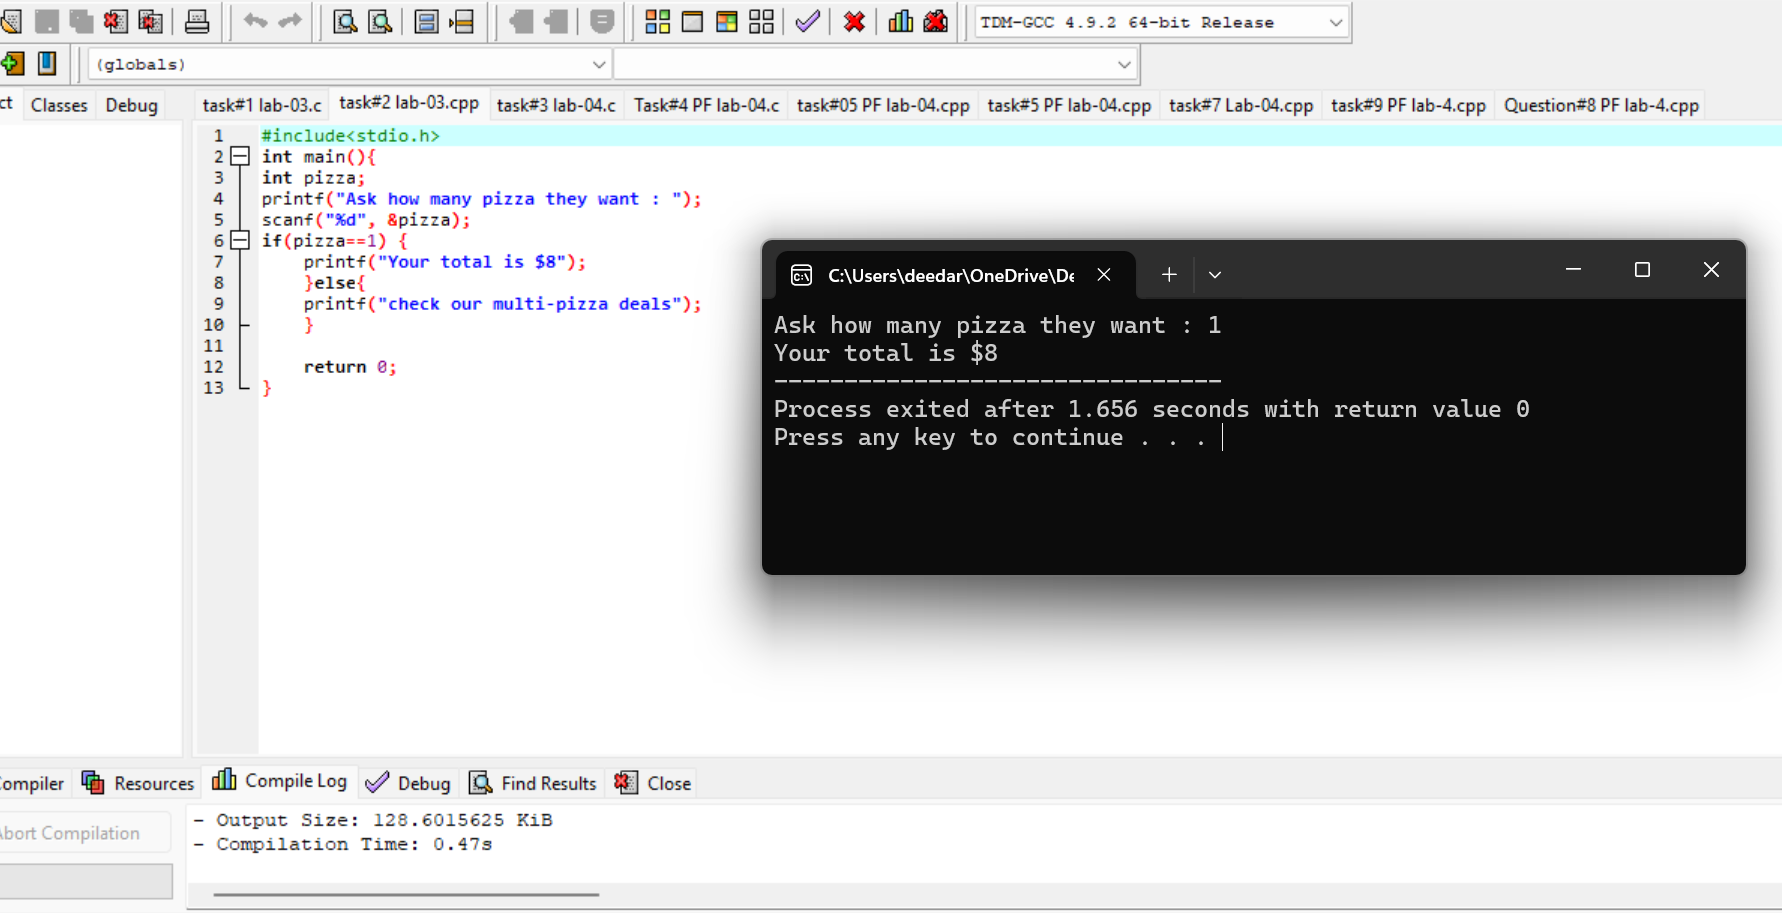 TDM-GCC 4.9.2 64-bit Release
(globals)
Classes Debug
task#1 lab-03.c task#2 lab-03.cpp task#3 lab-04.c Task#4 PF lab-04.c task#05 PF lab-04.cpp task#5 PF lab-04.cpp task#7 Lab-04.cpp task#9 PF lab-4.cpp Question#8 PF lab-4.cpp
1 #include<stdio.h>
2 int main(){
3 int pizza;
4 printf("Ask how many pizza they want : ");
5 scanf("%d", &pizza);
6 if(pizza==1) {
7 printf("Your total is $8");
8 }else{
9 printf("check our multi-pizza deals");
10 }
11
12 return 0;
13 }
C:\Users\deedar\OneDrive\De
Ask how many pizza they want : 1
Your total is $8
--------------------------------
Process exited after 1.656 seconds with return value 0
Press any key to continue . . .
ompiler Resources Compile Log Debug Find Results Close
Abort Compilation
- Output Size: 128.6015625 KiB
- Compilation Time: 0.47s